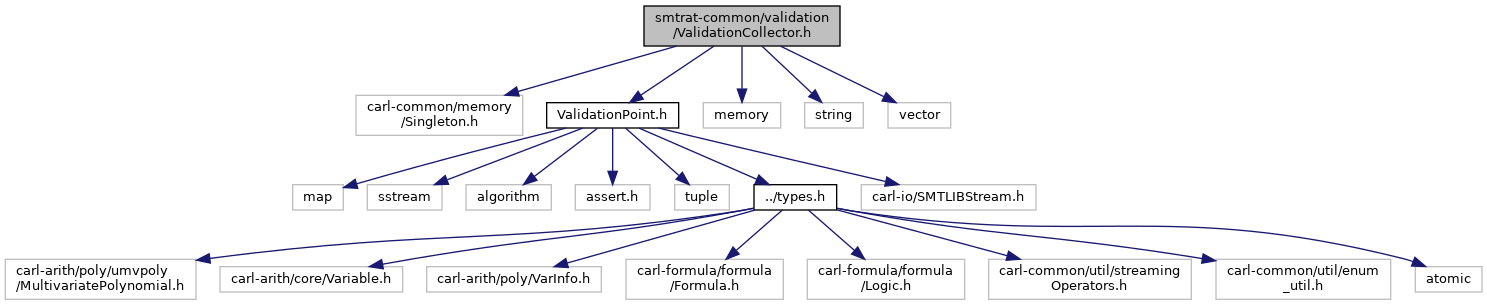 smtrat-common/validation
/ValidationCollector.h
carl-common/memory
/Singleton.h
ValidationPoint.h
memory
string
vector
map
sstream
algorithm
assert.h
tuple
../types.h
carl-io/SMTLIBStream.h
carl-arith/poly/umvpoly
/MultivariatePolynomial.h
carl-arith/core/Variable.h
carl-arith/poly/VarInfo.h
carl-formula/formula
/Formula.h
carl-formula/formula
/Logic.h
carl-common/util/streaming
Operators.h
carl-common/util/enum
_util.h
atomic